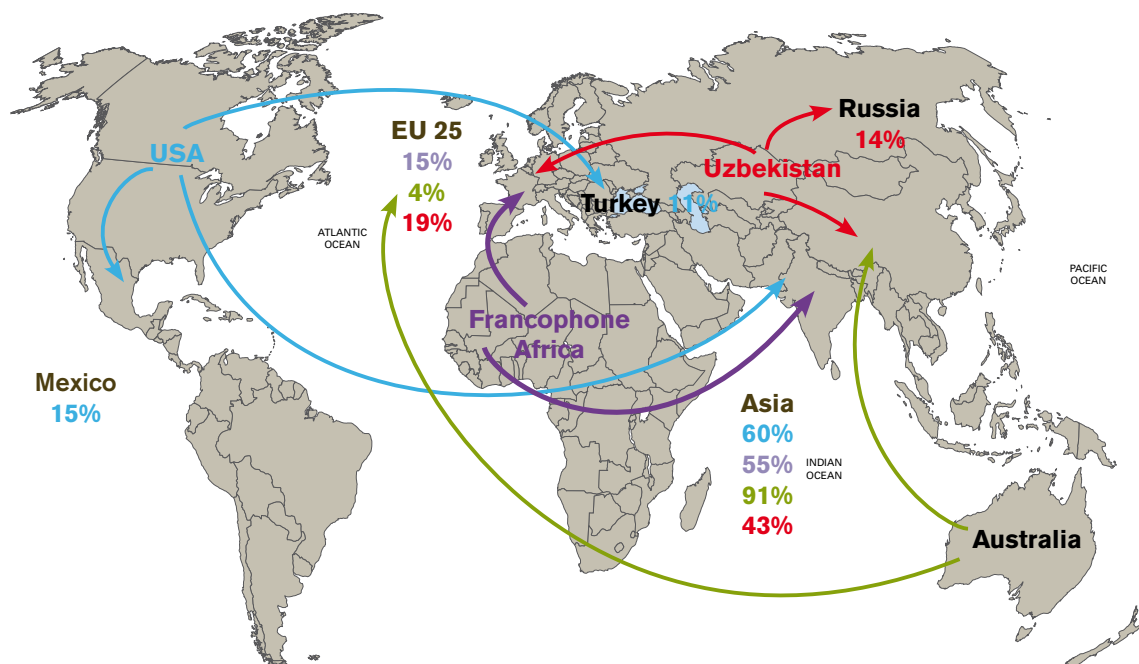 USA
EU 25
15%
4%
19%
Russia
14%
Uzbekistan
Turkey 11%
ATLANTIC
OCEAN
PACIFIC
OCEAN
Francophone
Africa
Mexico
15%
Asia
60%
55%
91%
43%
INDIAN
OCEAN
Australia